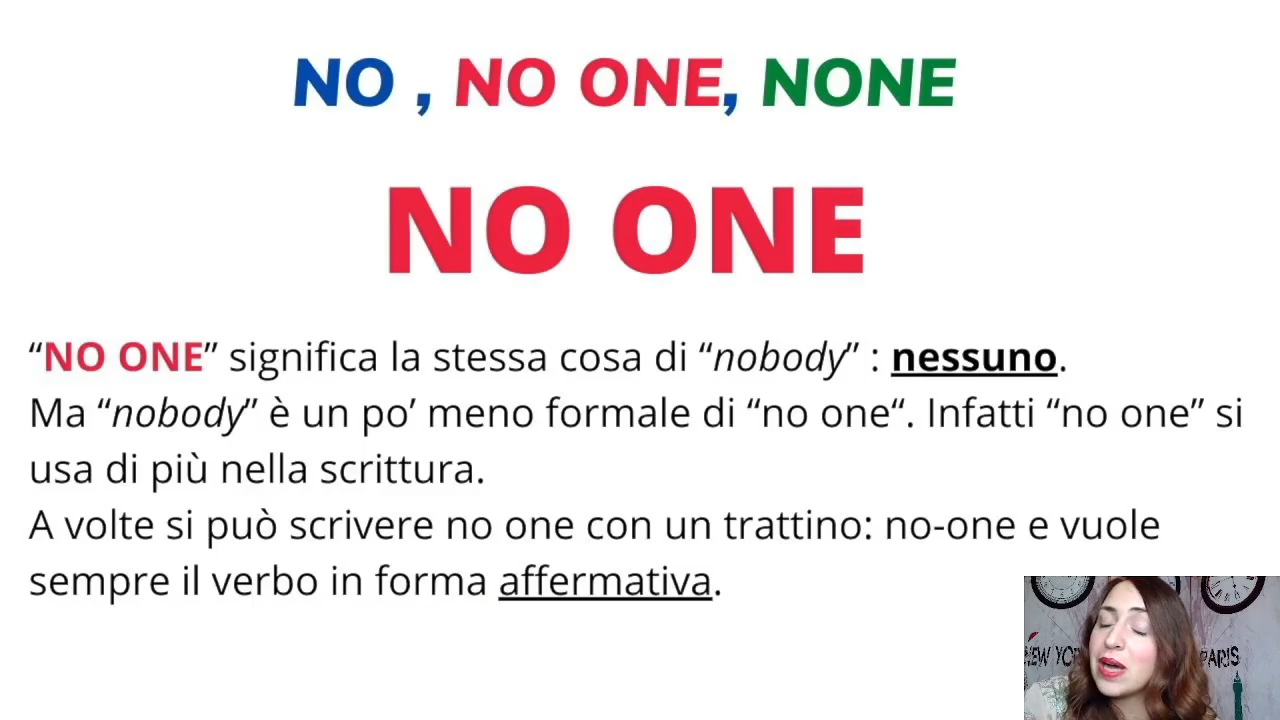 NO , NO ONE, NONE
NO ONE
“NO ONE” significa la stessa cosa di “nobody” : nessuno.
Ma “nobody” è un po’ meno formale di “no one“. Infatti “no one” si
usa di più nella scrittura.
A volte si può scrivere no one con un trattino: no-one e vuole
sempre il verbo in forma affermativa.
PARIS